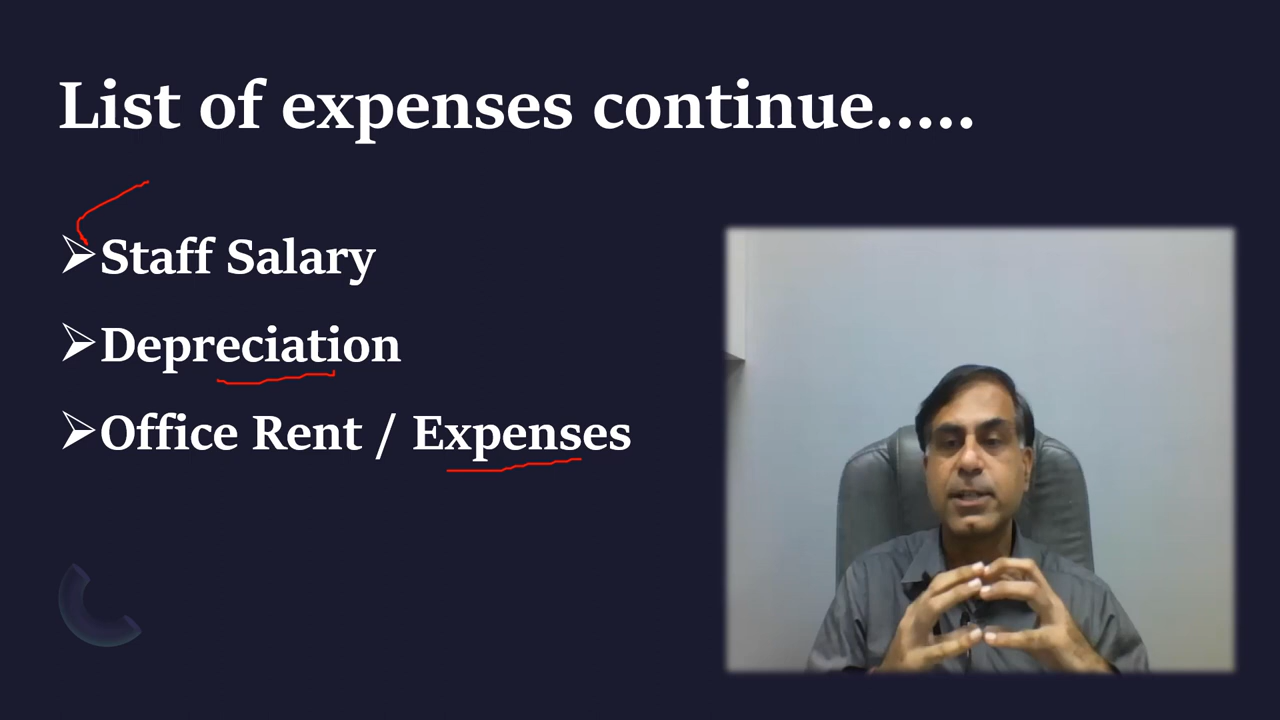 List of expenses continue.....
➢Staff Salary
➢Depreciation
➢Office Rent / Expenses